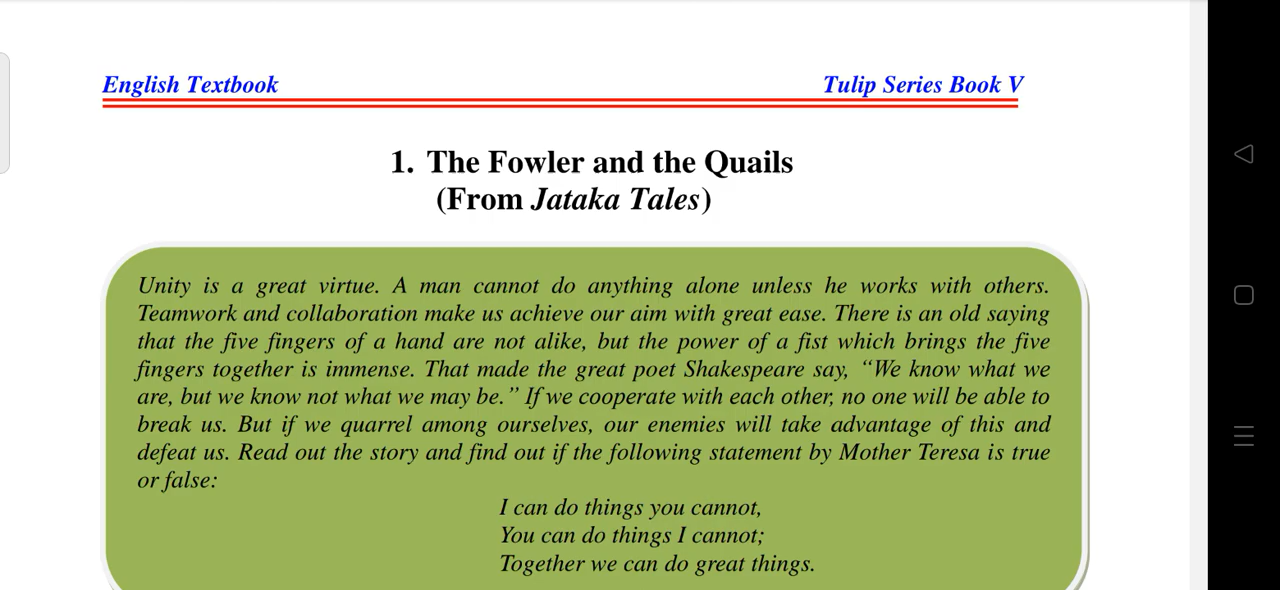 English Textbook Tulip Series Book V
1. The Fowler and the Quails
(From Jataka Tales)
Unity is a great virtue. A man cannot do anything alone unless he works with others.
Teamwork and collaboration make us achieve our aim with great ease. There is an old saying
that the five fingers of a hand are not alike, but the power of a fist which brings the five
fingers together is immense. That made the great poet Shakespeare say, “We know what we
are, but we know not what we may be.” If we cooperate with each other, no one will be able to
break us. But if we quarrel among ourselves, our enemies will take advantage of this and
defeat us. Read out the story and find out if the following statement by Mother Teresa is true
or false:
I can do things you cannot,
You can do things I cannot;
Together we can do great things.